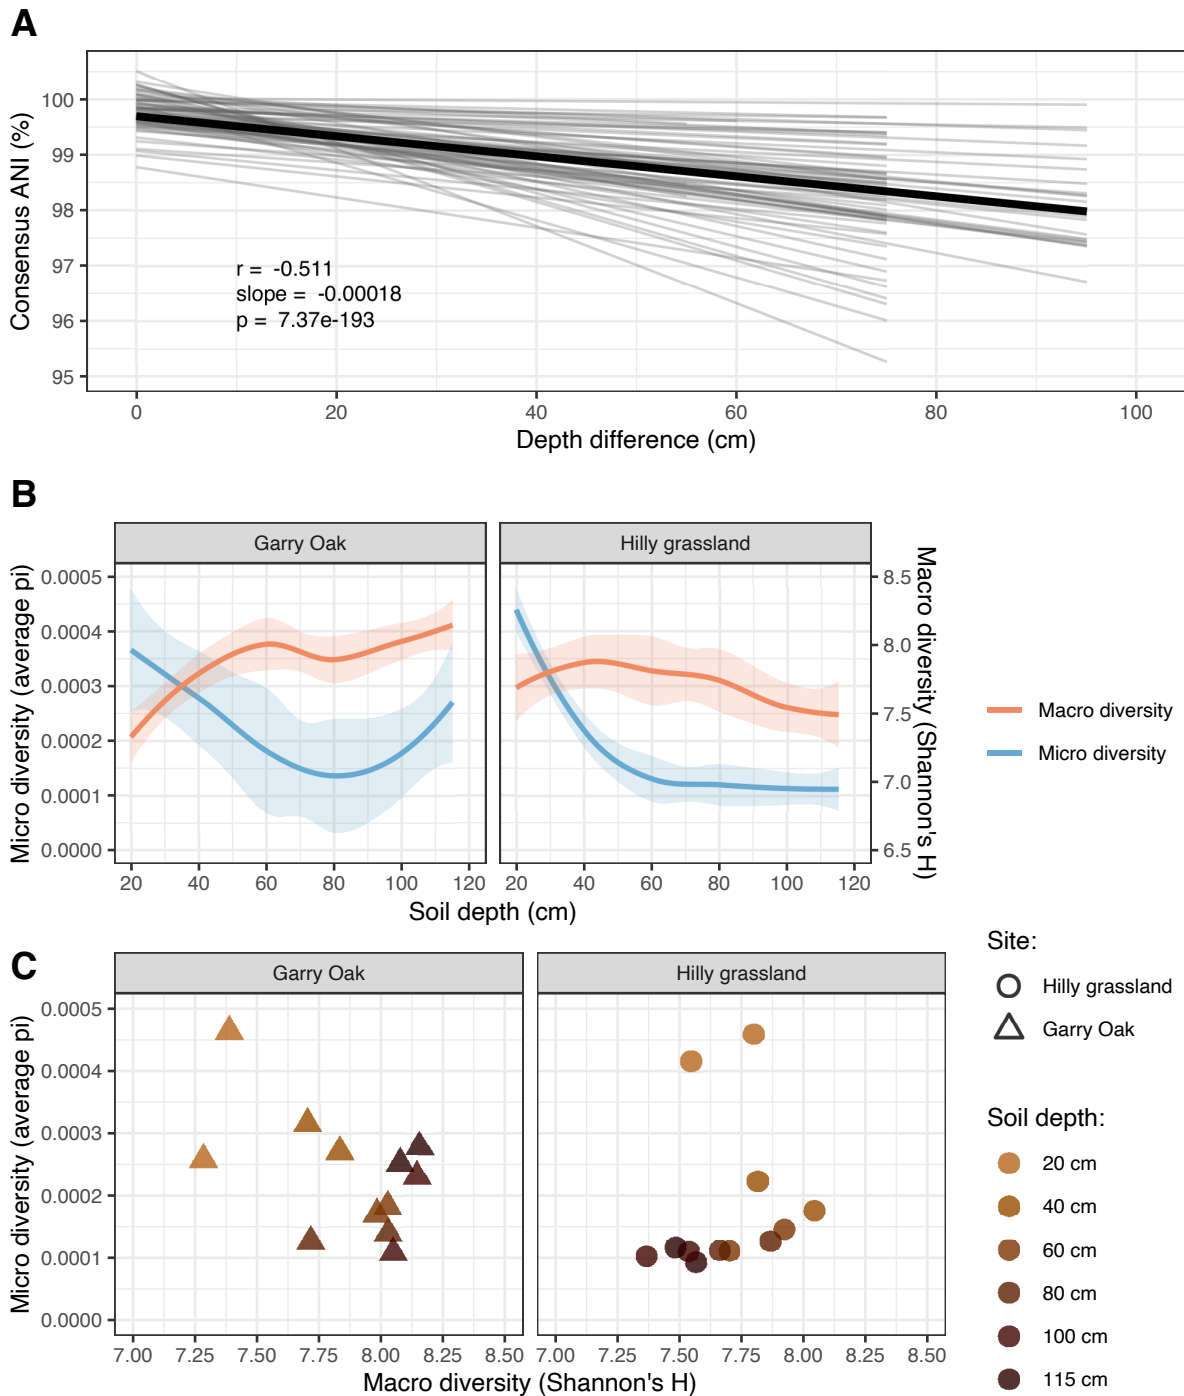 A
Consensus ANI (%)
100
99
98
97
96
95
r = -0.511
slope = -0.00018
p = 7.37e-193
0 20 40 60 80 100
Depth difference (cm)
B
Garry Oak Hilly grassland
Micro diversity (average pi)
0.0005
0.0004
0.0003
0.0002
0.0001
0.0000
8.5
8.0
7.5
7.0
6.5
Macro diversity (Shannon's H)
20 40 60 80 100 120 20 40 60 80 100 120
Soil depth (cm)
Macro diversity
Micro diversity
C
Garry Oak Hilly grassland
Micro diversity (average pi)
0.0005
0.0004
0.0003
0.0002
0.0001
0.0000
7.00 7.25 7.50 7.75 8.00 8.25 8.50 7.00 7.25 7.50 7.75 8.00 8.25 8.50
Macro diversity (Shannon's H)
Site:
Hilly grassland
Garry Oak
Soil depth:
20 cm
40 cm
60 cm
80 cm
100 cm
115 cm